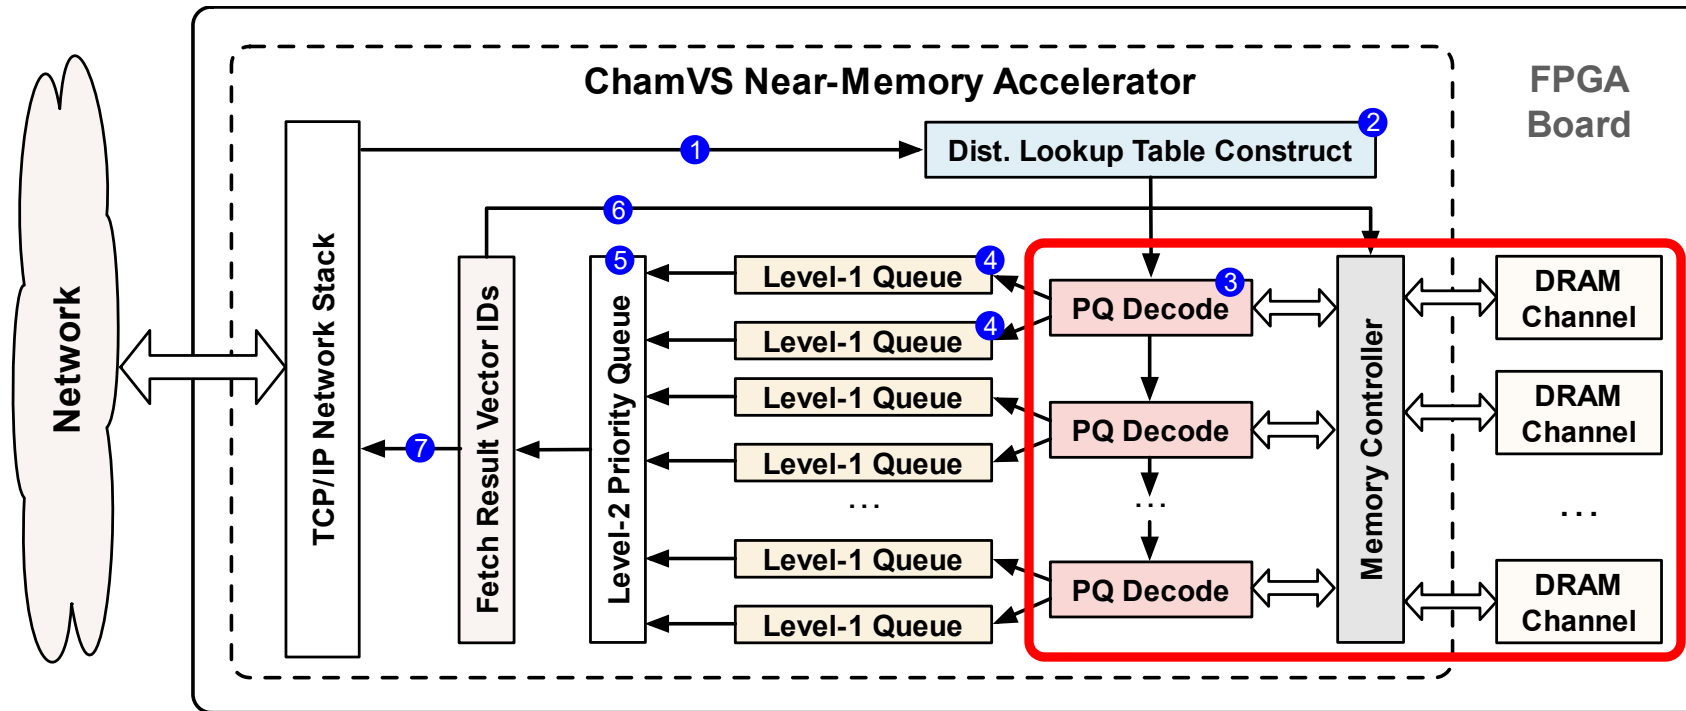 ChamVS Near-Memory Accelerator
FPGA
Board
Network
TCP/IP Network Stack
1
Dist. Lookup Table Construct
2
6
Fetch Result Vector IDs
7
Level-2 Priority Queue
5
Level-1 Queue
4
Level-1 Queue
4
Level-1 Queue
Level-1 Queue
...
Level-1 Queue
Level-1 Queue
PQ Decode
3
PQ Decode
...
PQ Decode
Memory Controller
DRAM
Channel
DRAM
Channel
...
DRAM
Channel